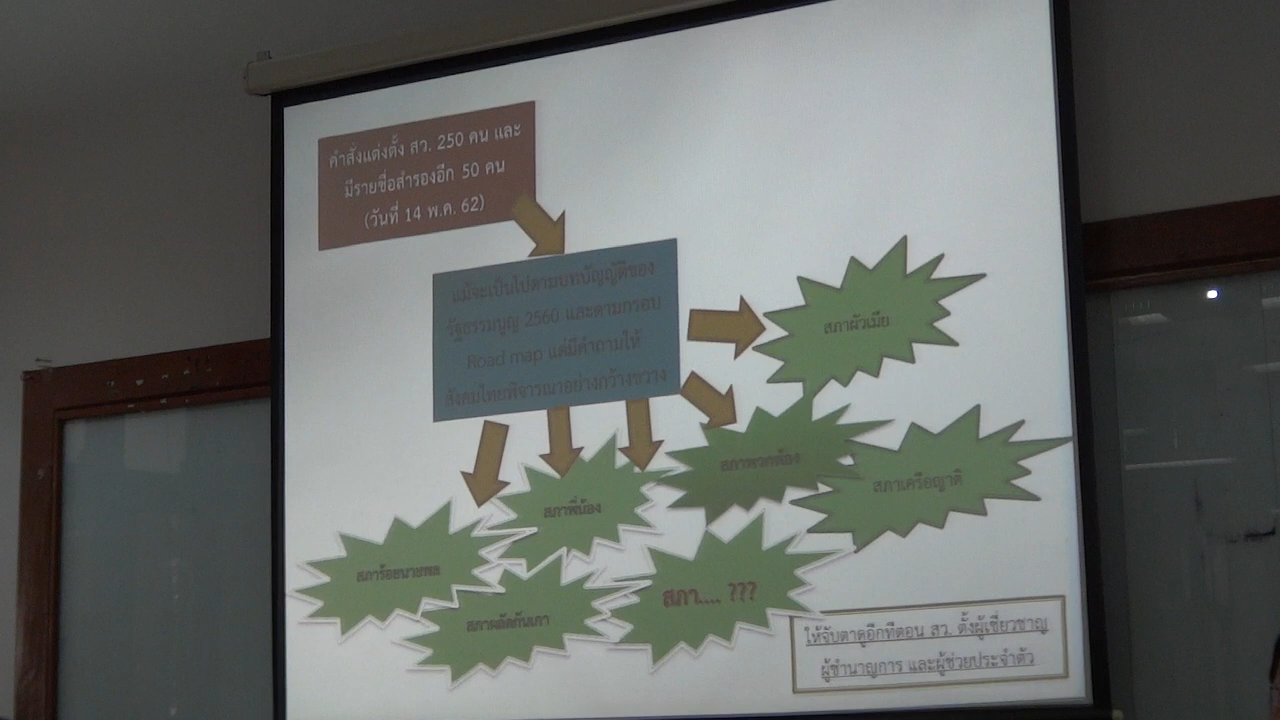 คำสั่งแต่งตั้ง สว. 250 คน และ
มีรายชื่อสำรองอีก 50 คน
(วันที่ 14 พ.ค. 62)
แม้จะเป็นไปตามบทบัญญัติของ
รัฐธรรมนูญ 2560 และตามกรอบ
Road map แต่มีคำถามให้
สังคมไทยพิจารณาอย่างกว้างขวาง
สภาผัวเมีย
สภาพวกพ้อง
สภาเครือญาติ
สภาพี่น้อง
สภาร้อยนายพล
สภาผลัดกันเกา
สภา.... ???
ให้จับตาดูอีกทีตอน สว. ตั้งผู้เชี่ยวชาญ
ผู้ชำนาญการ และผู้ช่วยประจำตัว